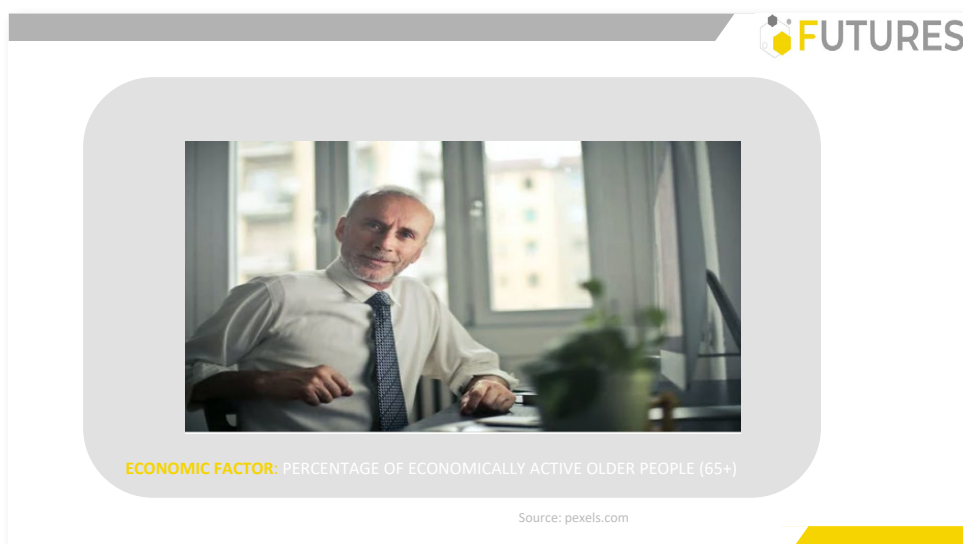 FUTURES
ECONOMIC FACTOR: PERCENTAGE OF ECONOMICALLY ACTIVE OLDER PEOPLE (65+)
Source: pexels.com